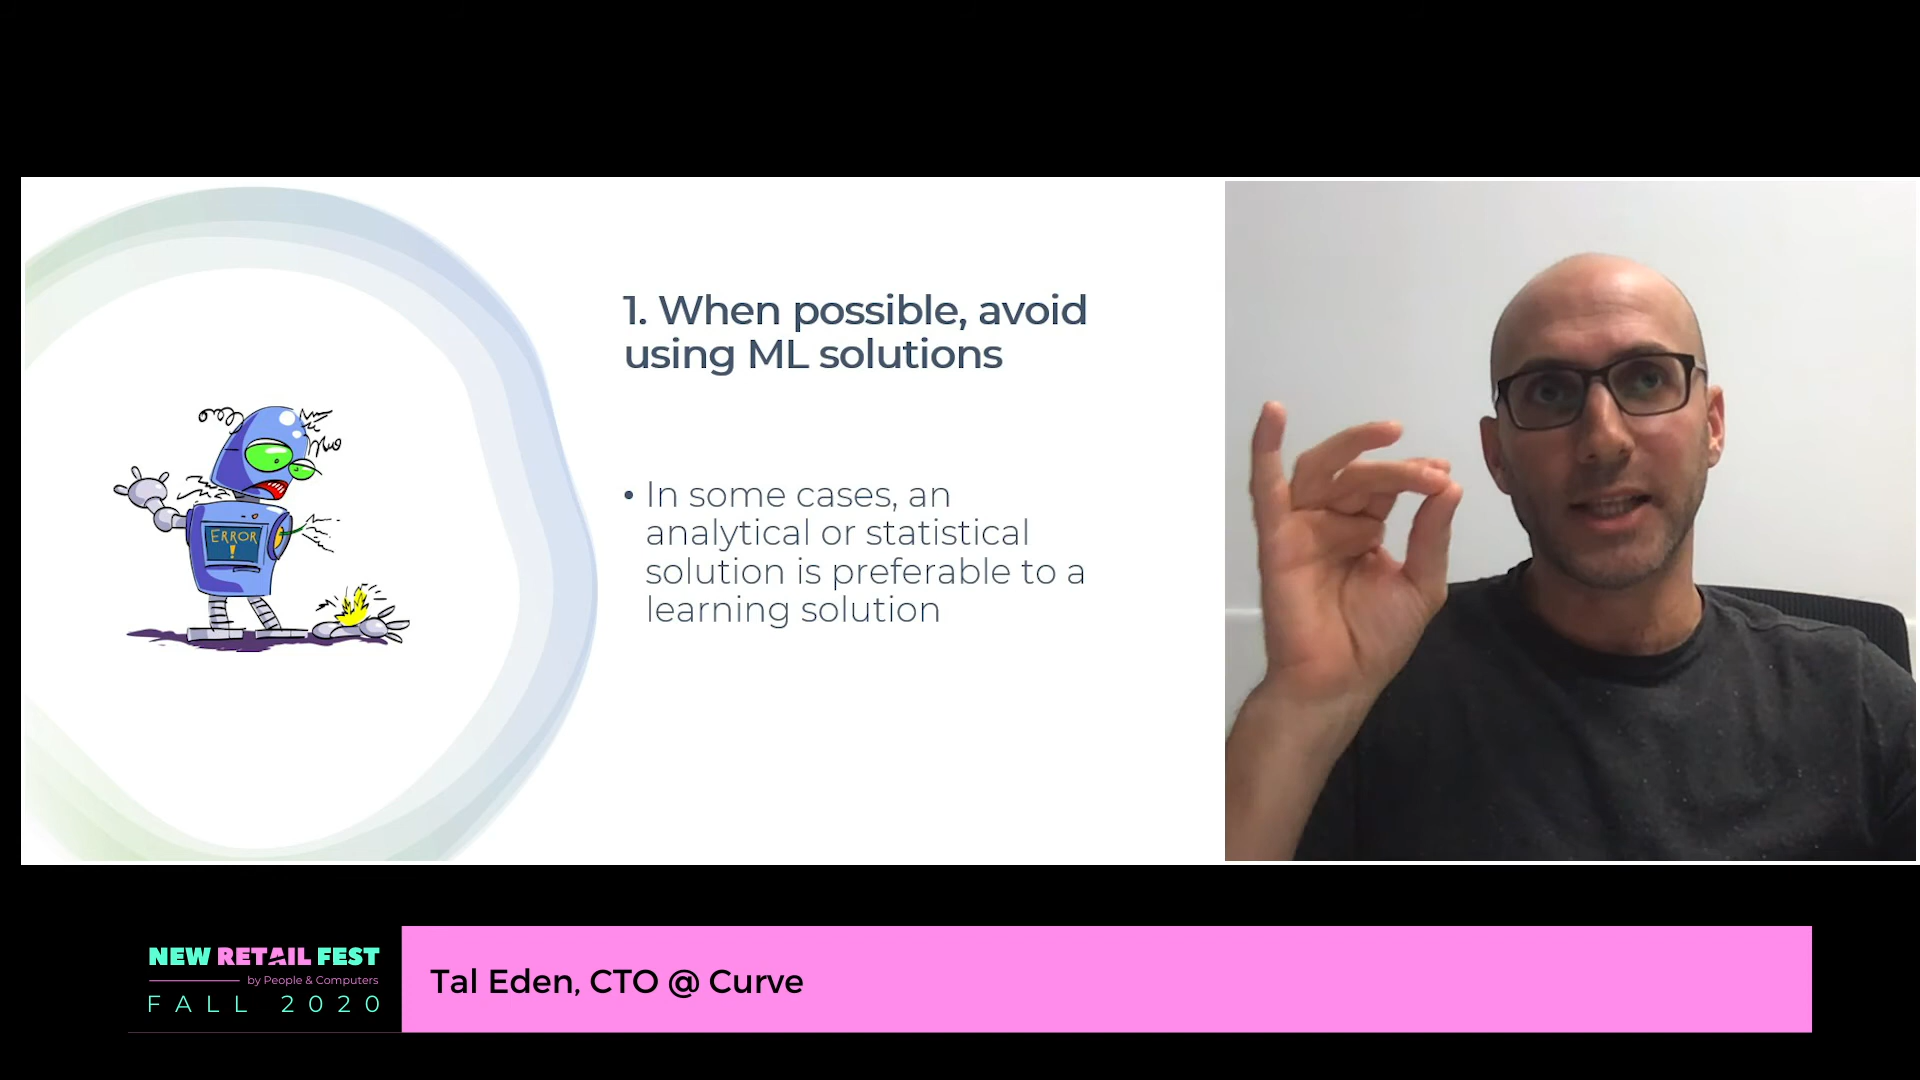 1. When possible, avoid
using ML solutions
• In some cases, an
analytical or statistical
solution is preferable to a
learning solution
ERROR
!
NEW RETAIL FEST
by People & Computers
FALL 2020
Tal Eden, CTO @ Curve